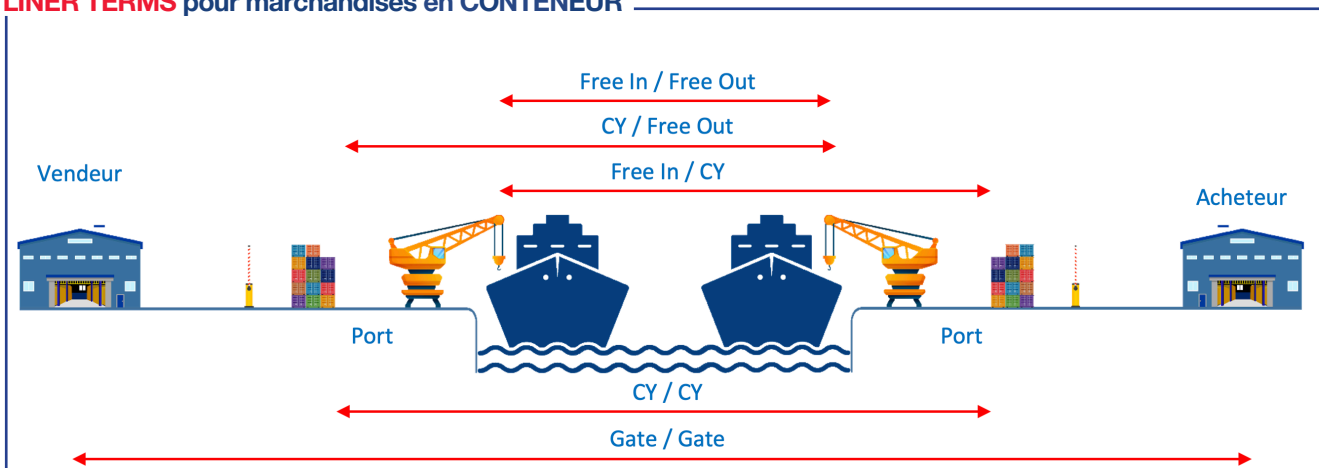 LINER TERMS pour marchandises en CONTENEUR
Free In / Free Out
CY / Free Out
Free In / CY
Vendeur
Acheteur
Port
Port
CY / CY
Gate / Gate